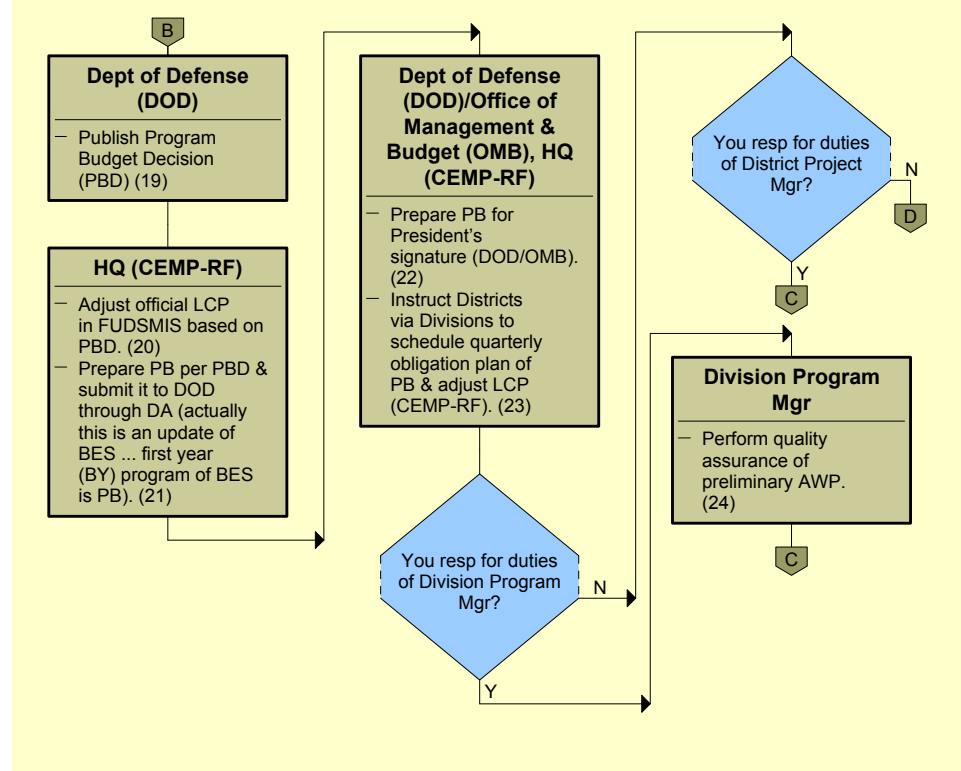 B
Dept of Defense
(DOD)
— Publish Program
Budget Decision
(PBD) (19)
HQ (CEMP-RF)
— Adjust official LCP
in FUDSMIS based on
PBD. (20)
— Prepare PB per PBD &
submit it to DOD
through DA (actually
this is an update of
BES ... first year
(BY) program of BES
is PB). (21)
Dept of Defense
(DOD)/Office of
Management &
Budget (OMB), HQ
(CEMP-RF)
— Prepare PB for
President’s
signature (DOD/OMB).
(22)
— Instruct Districts
via Divisions to
schedule quarterly
obligation plan of
PB & adjust LCP
(CEMP-RF). (23)
You resp for duties
of Division Program
Mgr?
N
Y
You resp for duties
of District Project
Mgr?
N
D
Y
C
Division Program
Mgr
— Perform quality
assurance of
preliminary AWP.
(24)
C